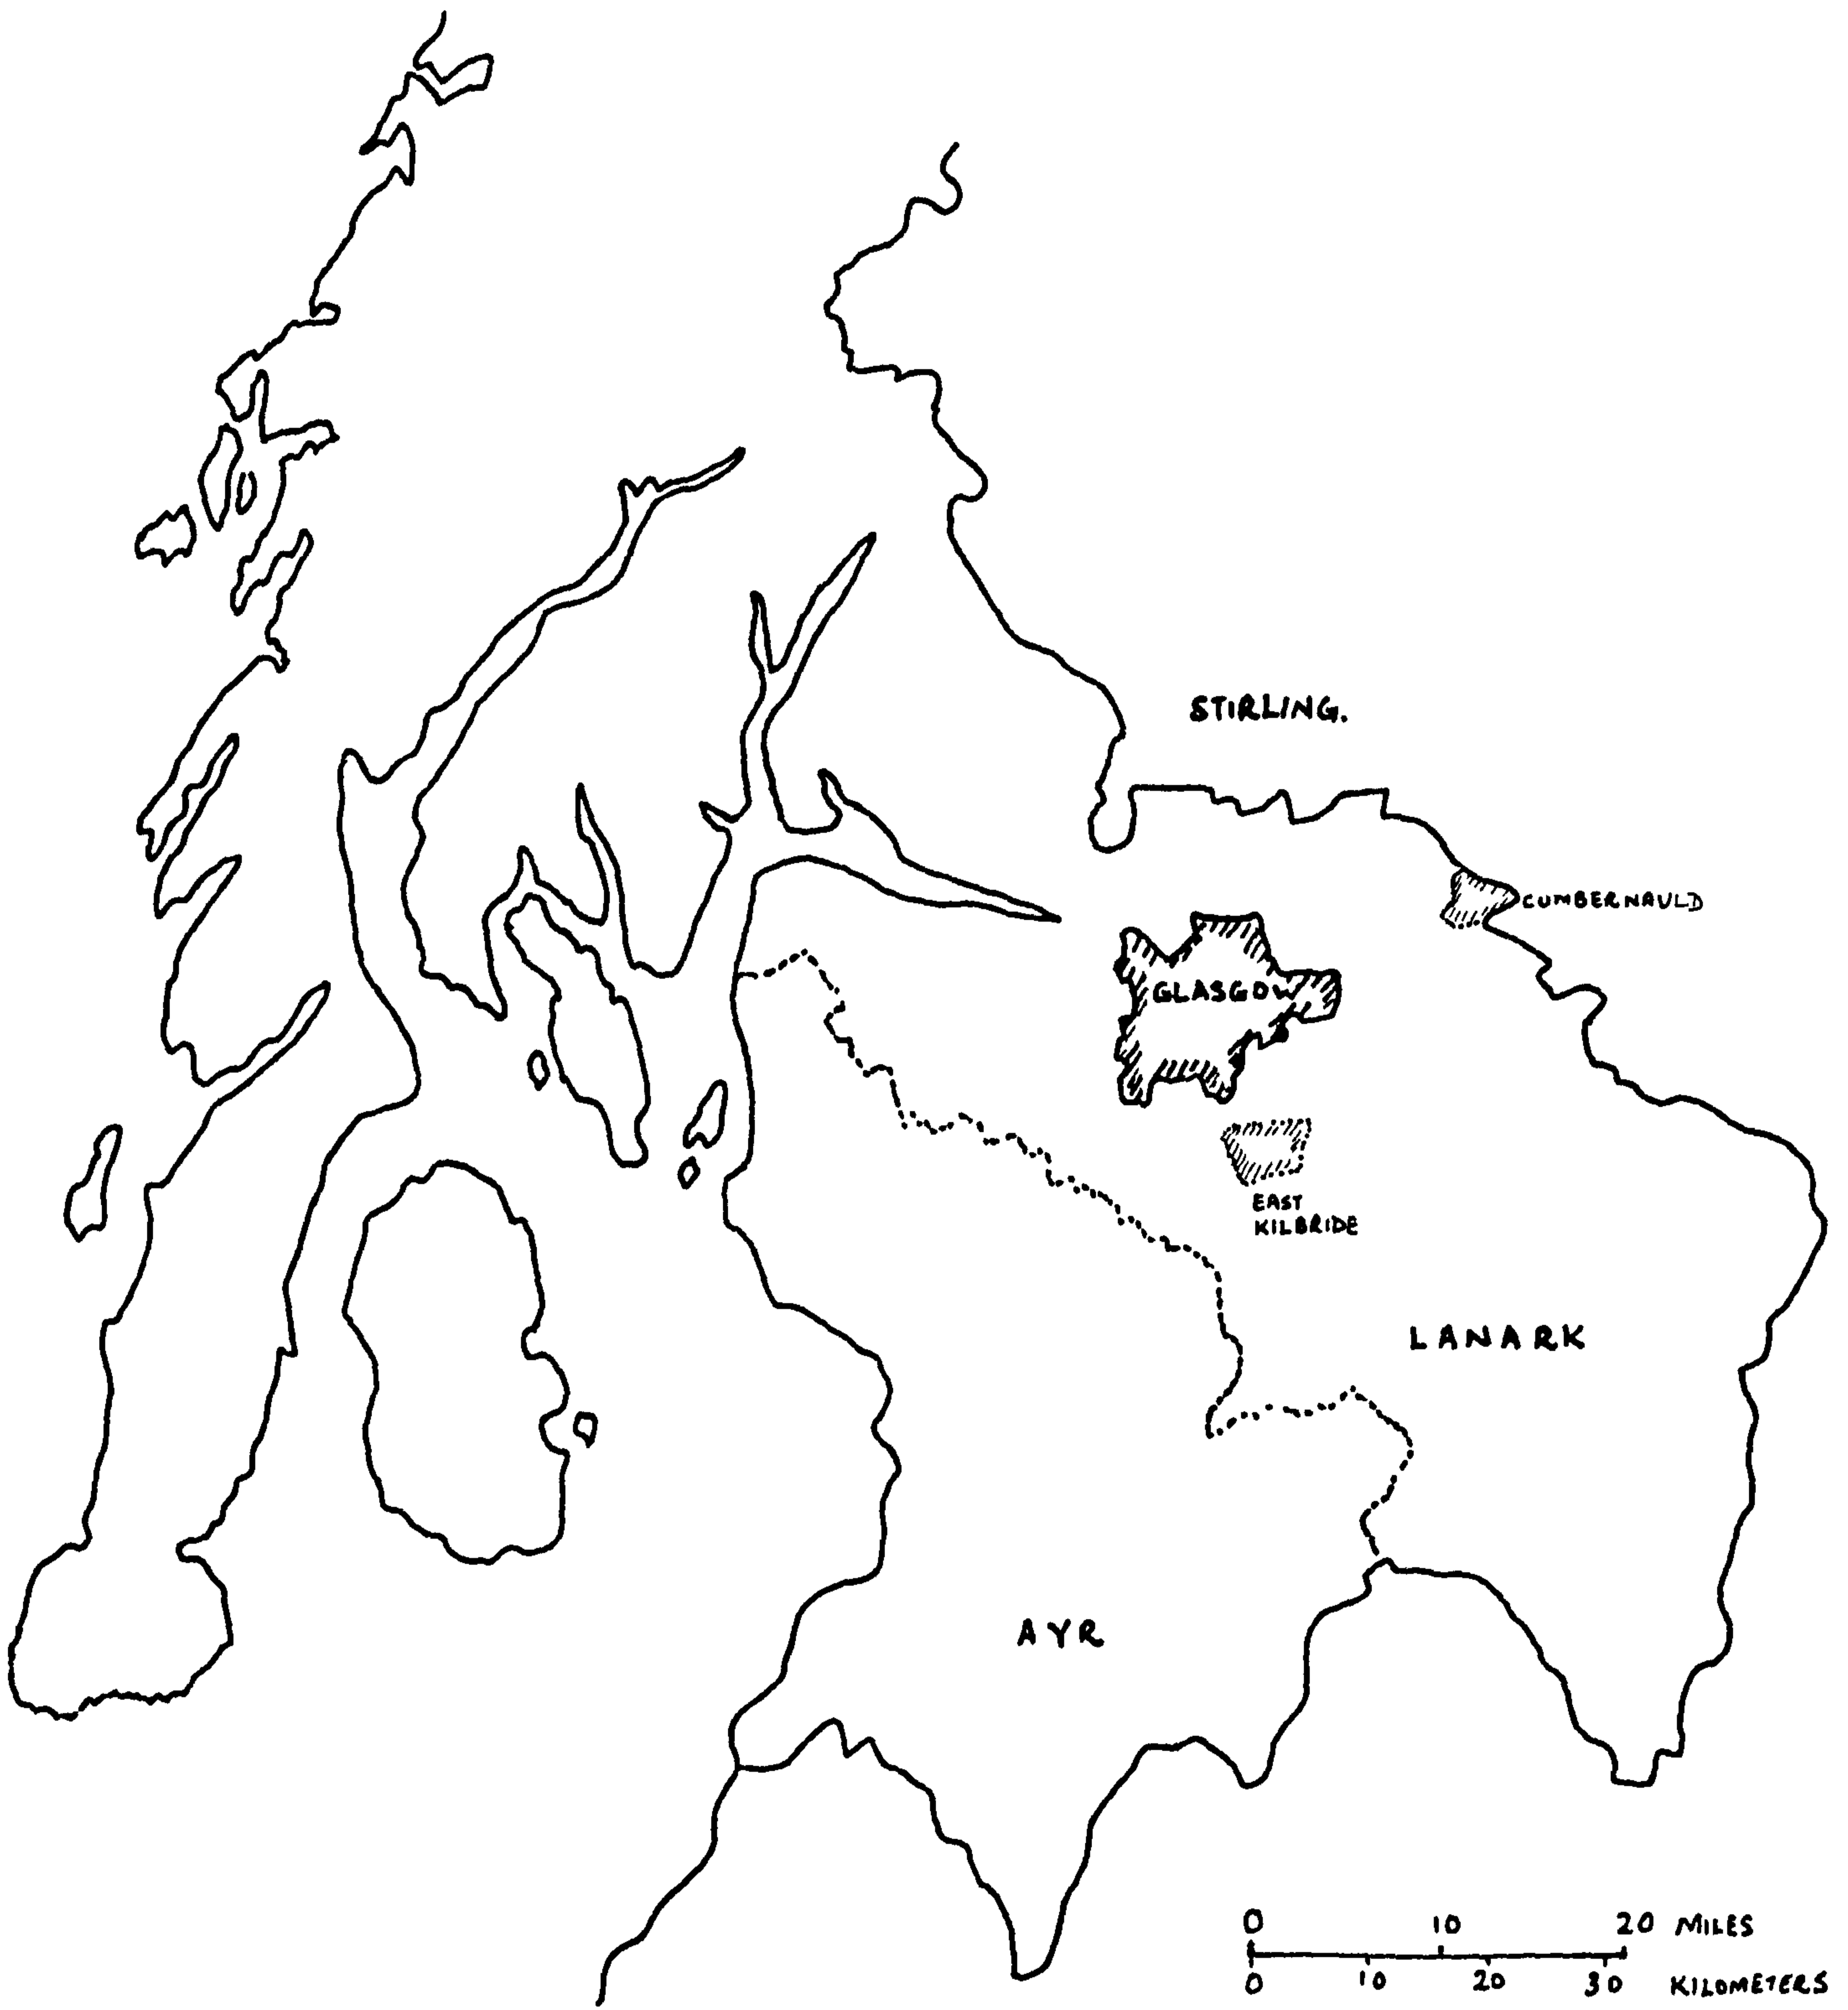 STIRLING.
CUMBERNAULD
GLASGOW
EAST
KILBRIDE
LANARK
AYR
0 10 20 MILES
0 10 20 30 KILOMETERS